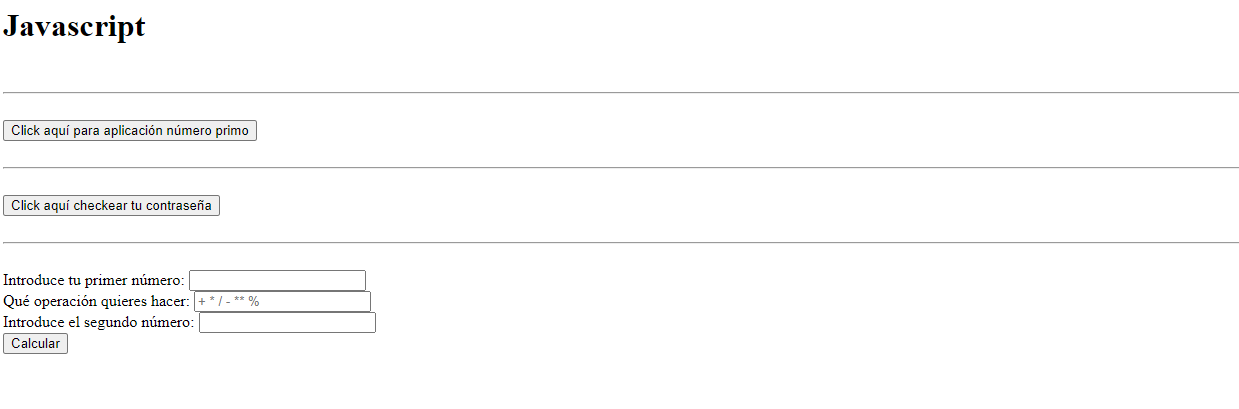 Javascript
Click aquí para aplicación número primo
Click aquí checkear tu contraseña
Introduce tu primer número:
Qué operación quieres hacer: + * / - ** %
Introduce el segundo número:
Calcular